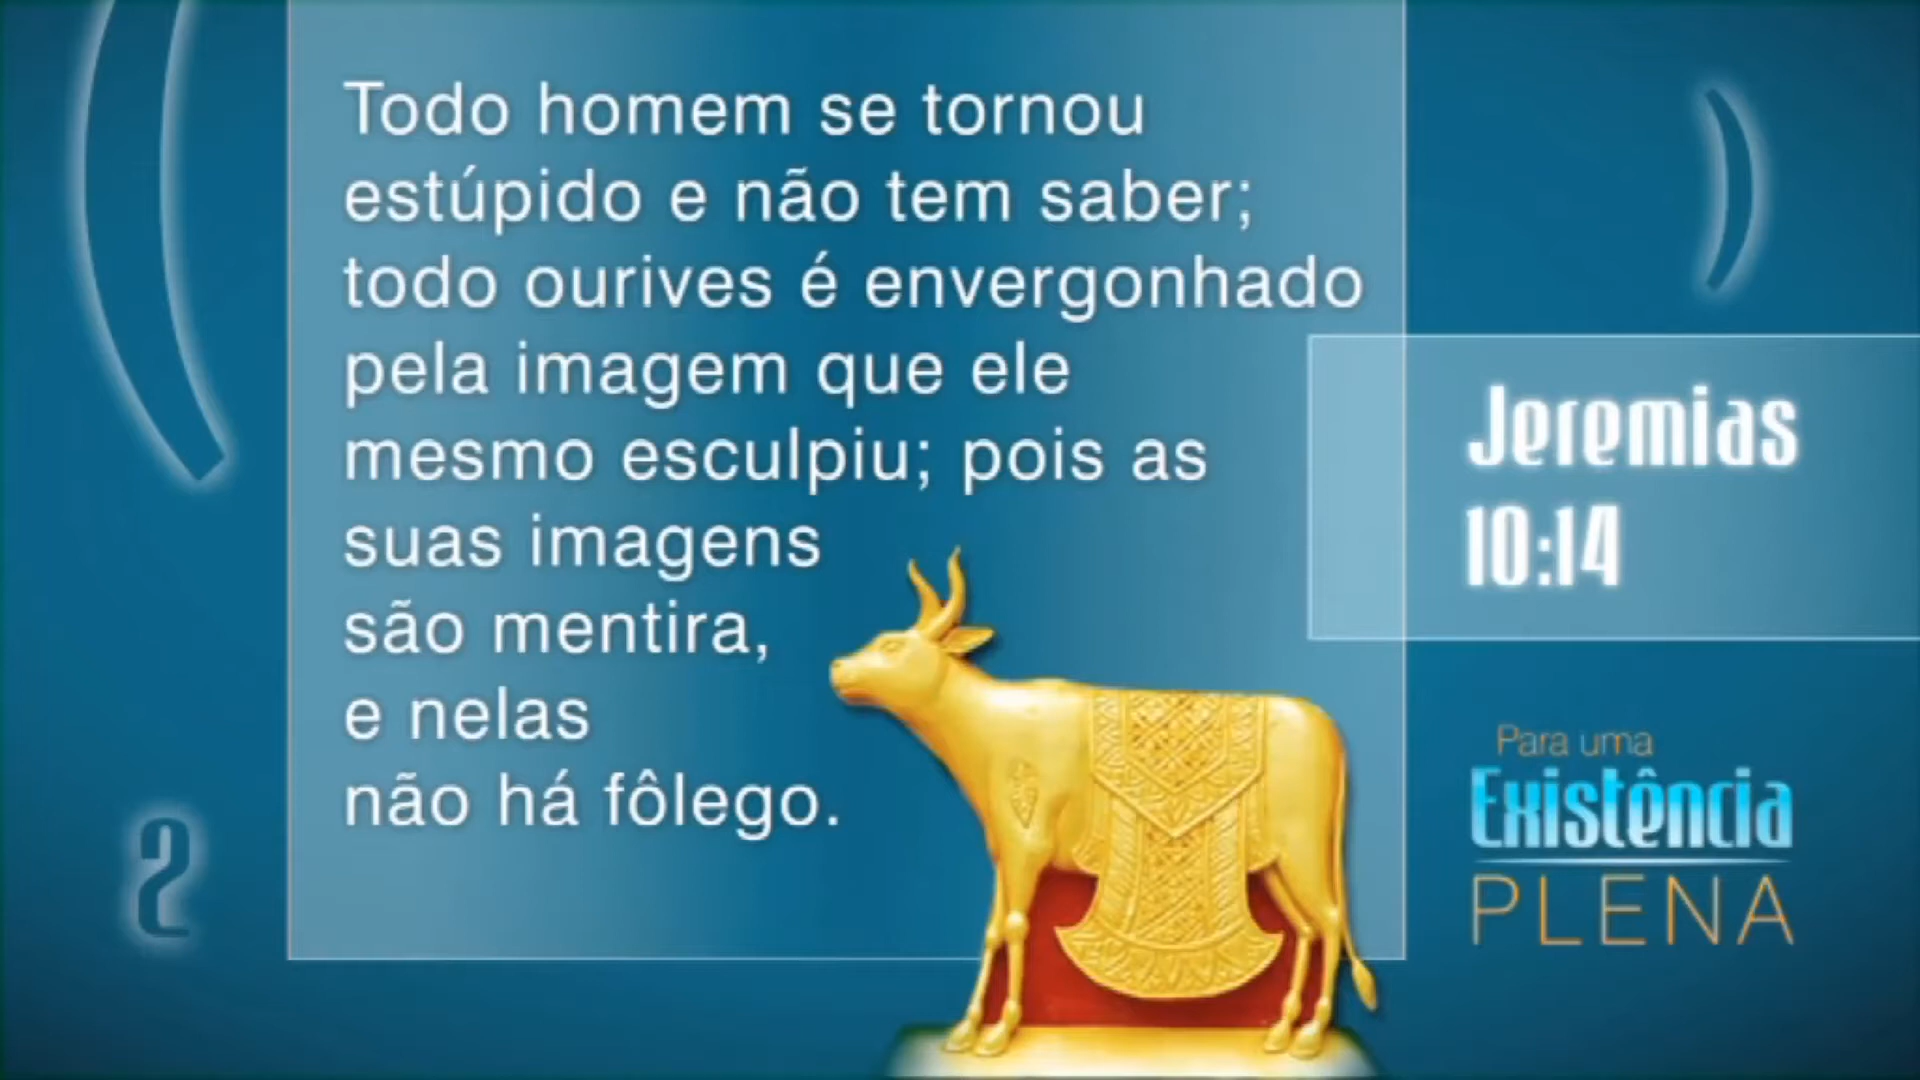 Todo homem se tornou
estúpido e não tem saber;
todo ourives é envergonhado
pela imagem que ele
mesmo esculpiu; pois as
suas imagens
são mentira,
e nelas
não há fôlego.
Jeremias
10:14
Para uma
Existência
PLENA
2